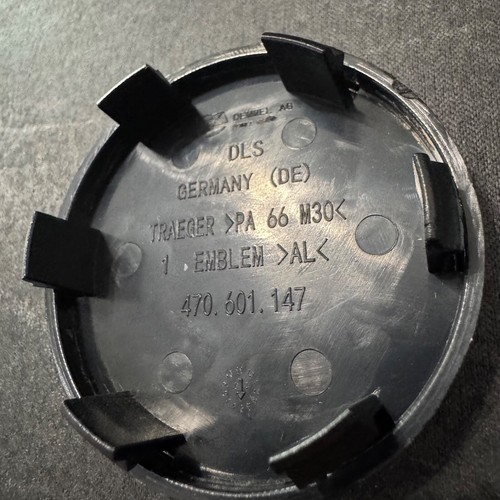 DLS
GERMANY (DE)
TRAEGER >PA 66 M30<
1 EMBLEM >AL<
470.601.147